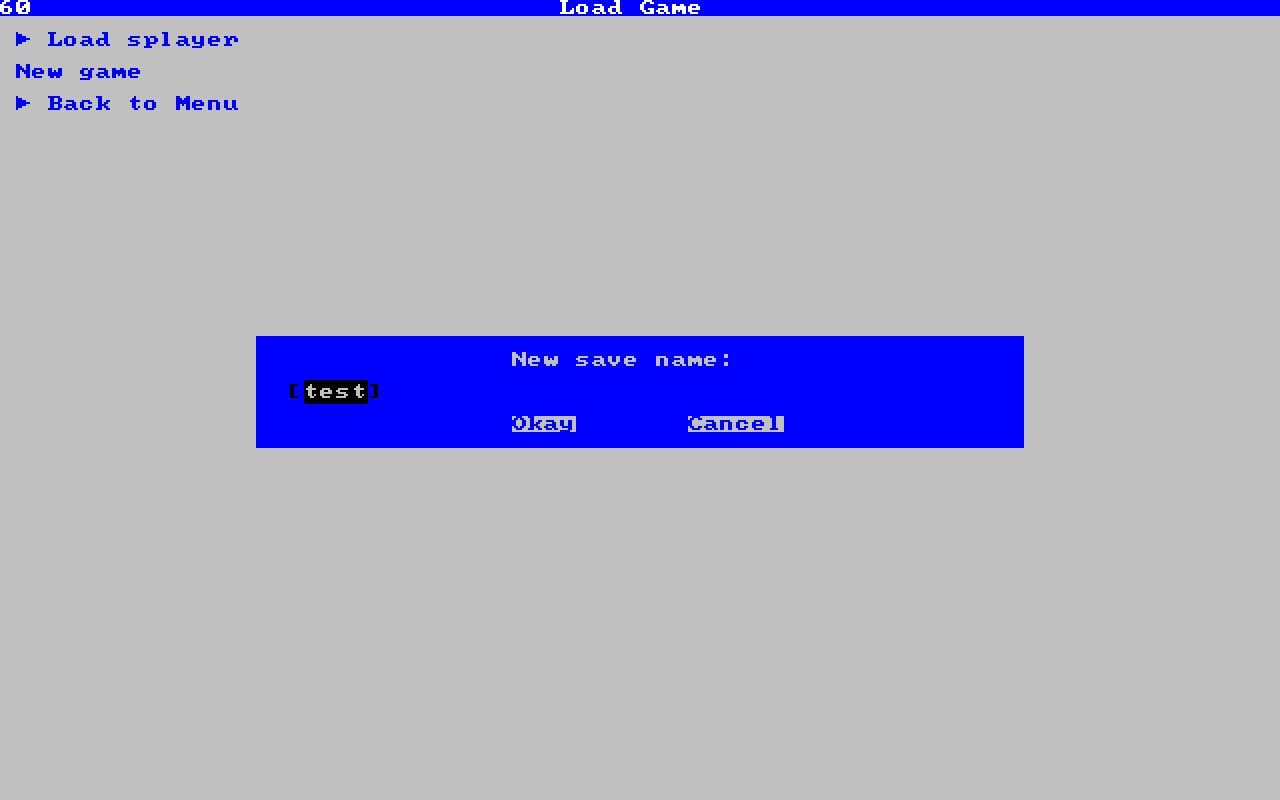 60 Load Game
► Load splayer
New game
► Back to Menu
New save name:
[test]
Okay Cancel